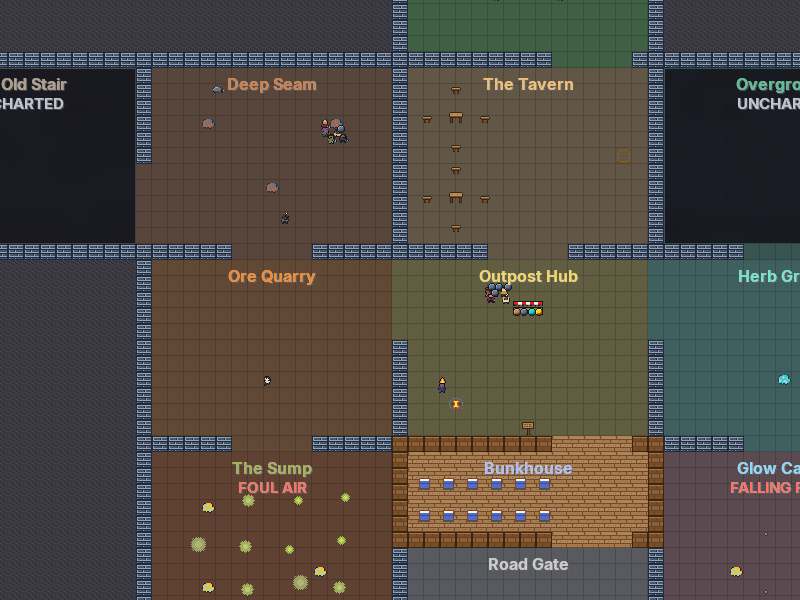 Old Stair
CHARTED
Deep Seam
The Tavern
Overgro
UNCHAR
Ore Quarry
Outpost Hub
Herb Gr
The Sump
FOUL AIR
Bunkhouse
Glow Ca
FALLING R
Road Gate